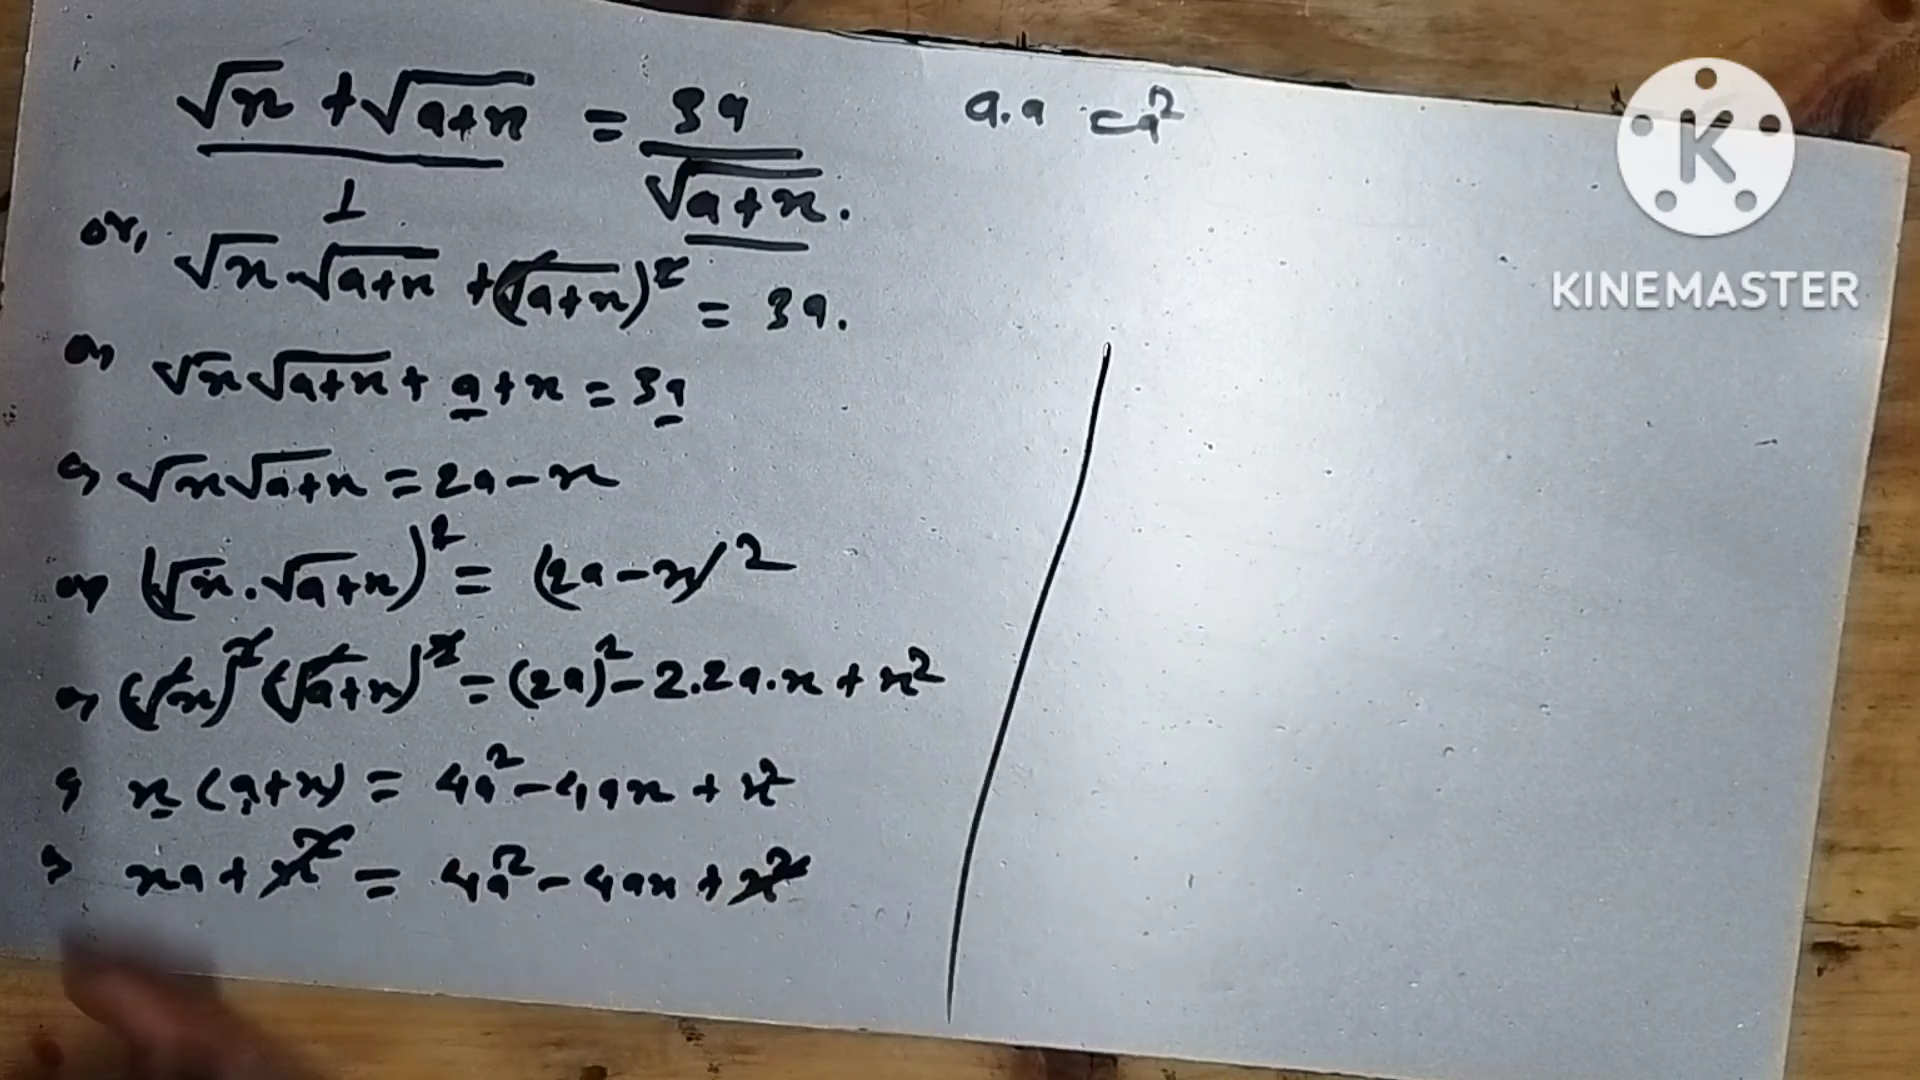 √x + √a+x / 1 = 3a / √a+x .
a.a = a²
or, √x √a+x + (√a+x)² = 3a.
or √x √a+x + a + x = 3a
or √x √a+x = 2a - x
or (√x . √a+x)² = (2a - x)²
or (√x)² (√a+x)² = (2a)² - 2.2a.x + x²
or x (a+x) = 4a² - 4ax + x²
or xa + x² = 4a² - 4ax + x²
K
KINEMASTER